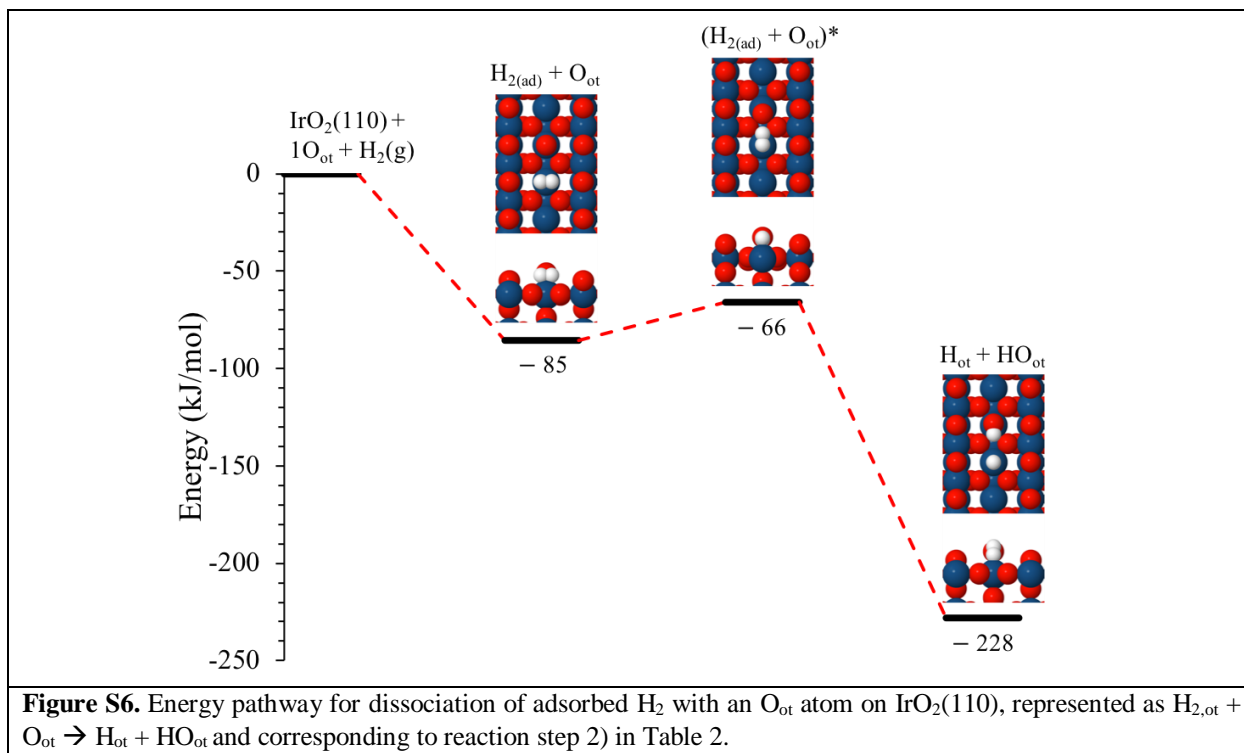 (H2(ad) + Oot)*
H2(ad) + Oot
IrO2(110) +
1Oot + H2(g)
0
-50
-100
-150
-200
-250
Energy (kJ/mol)
− 85
− 66
Hot + HOot
− 228
Figure S6. Energy pathway for dissociation of adsorbed H2 with an Oot atom on IrO2(110), represented as H2,ot +
Oot → Hot + HOot and corresponding to reaction step 2) in Table 2.